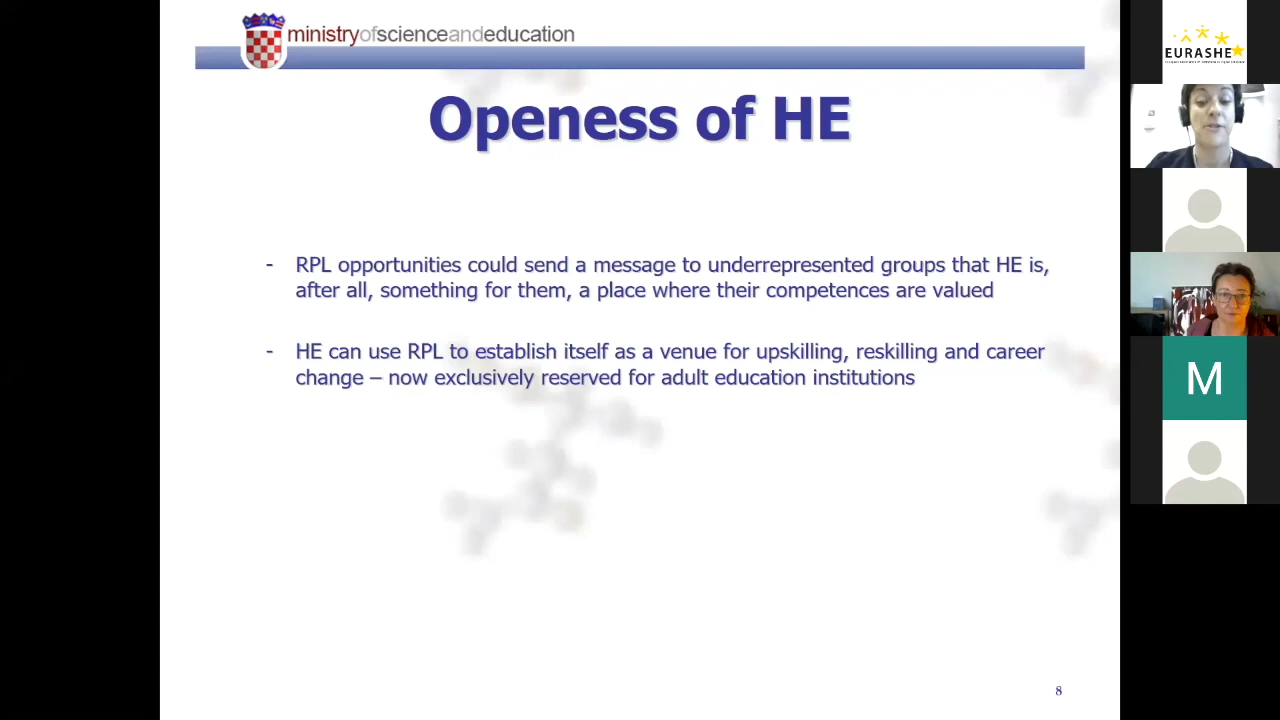 ministryofscienceandeducation
Openess of HE
- RPL opportunities could send a message to underrepresented groups that HE is,
after all, something for them, a place where their competences are valued
- HE can use RPL to establish itself as a venue for upskilling, reskilling and career
change – now exclusively reserved for adult education institutions
8
EURASHE
M